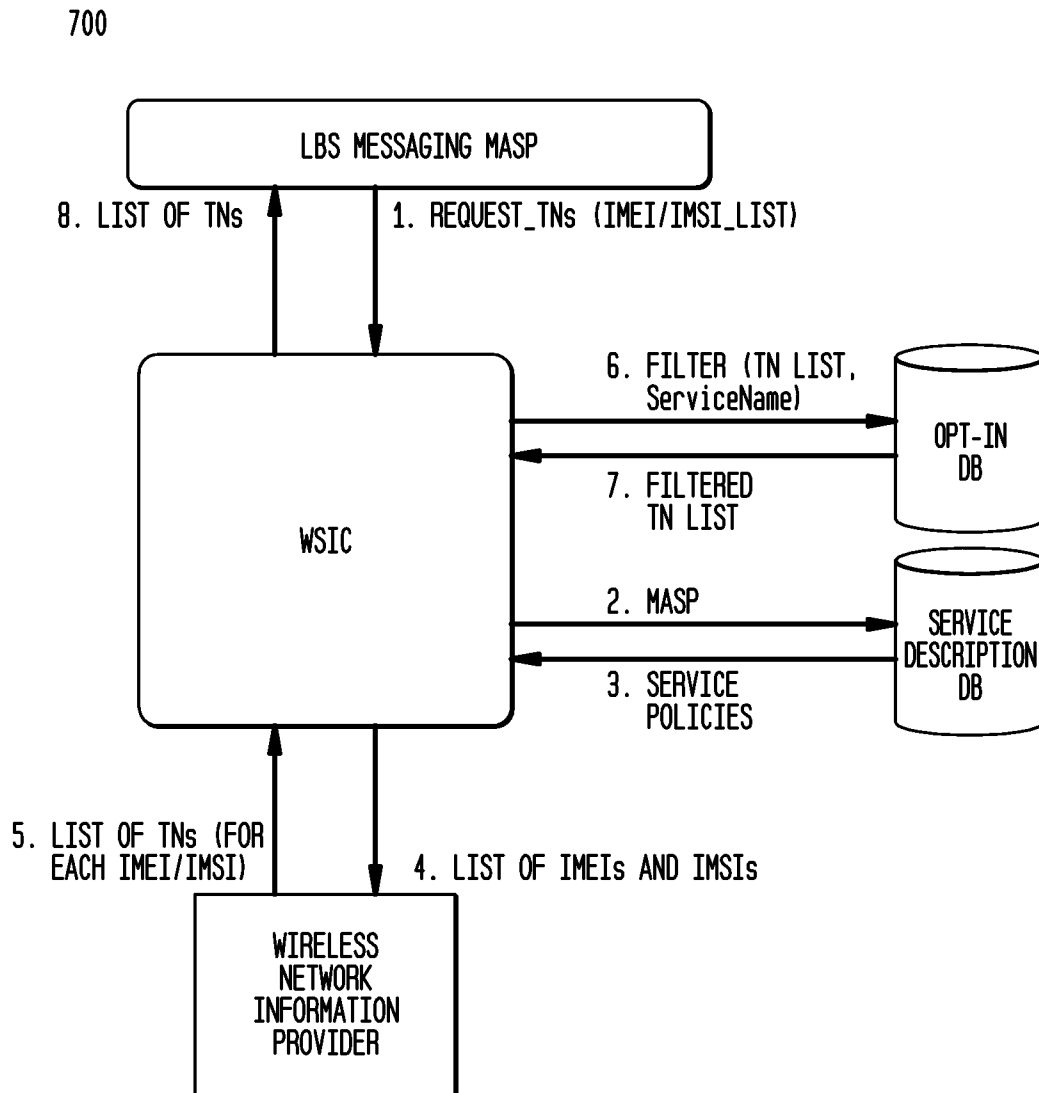 700
LBS MESSAGING MASP
8. LIST OF TNs
1. REQUEST_TNs (IMEI/IMSI_LIST)
6. FILTER (TN LIST,
ServiceName)
OPT-IN
DB
7. FILTERED
TN LIST
WSIC
2. MASP
SERVICE
DESCRIPTION
DB
3. SERVICE
POLICIES
5. LIST OF TNs (FOR
EACH IMEI/IMSI)
4. LIST OF IMEIs AND IMSIs
WIRELESS
NETWORK
INFORMATION
PROVIDER